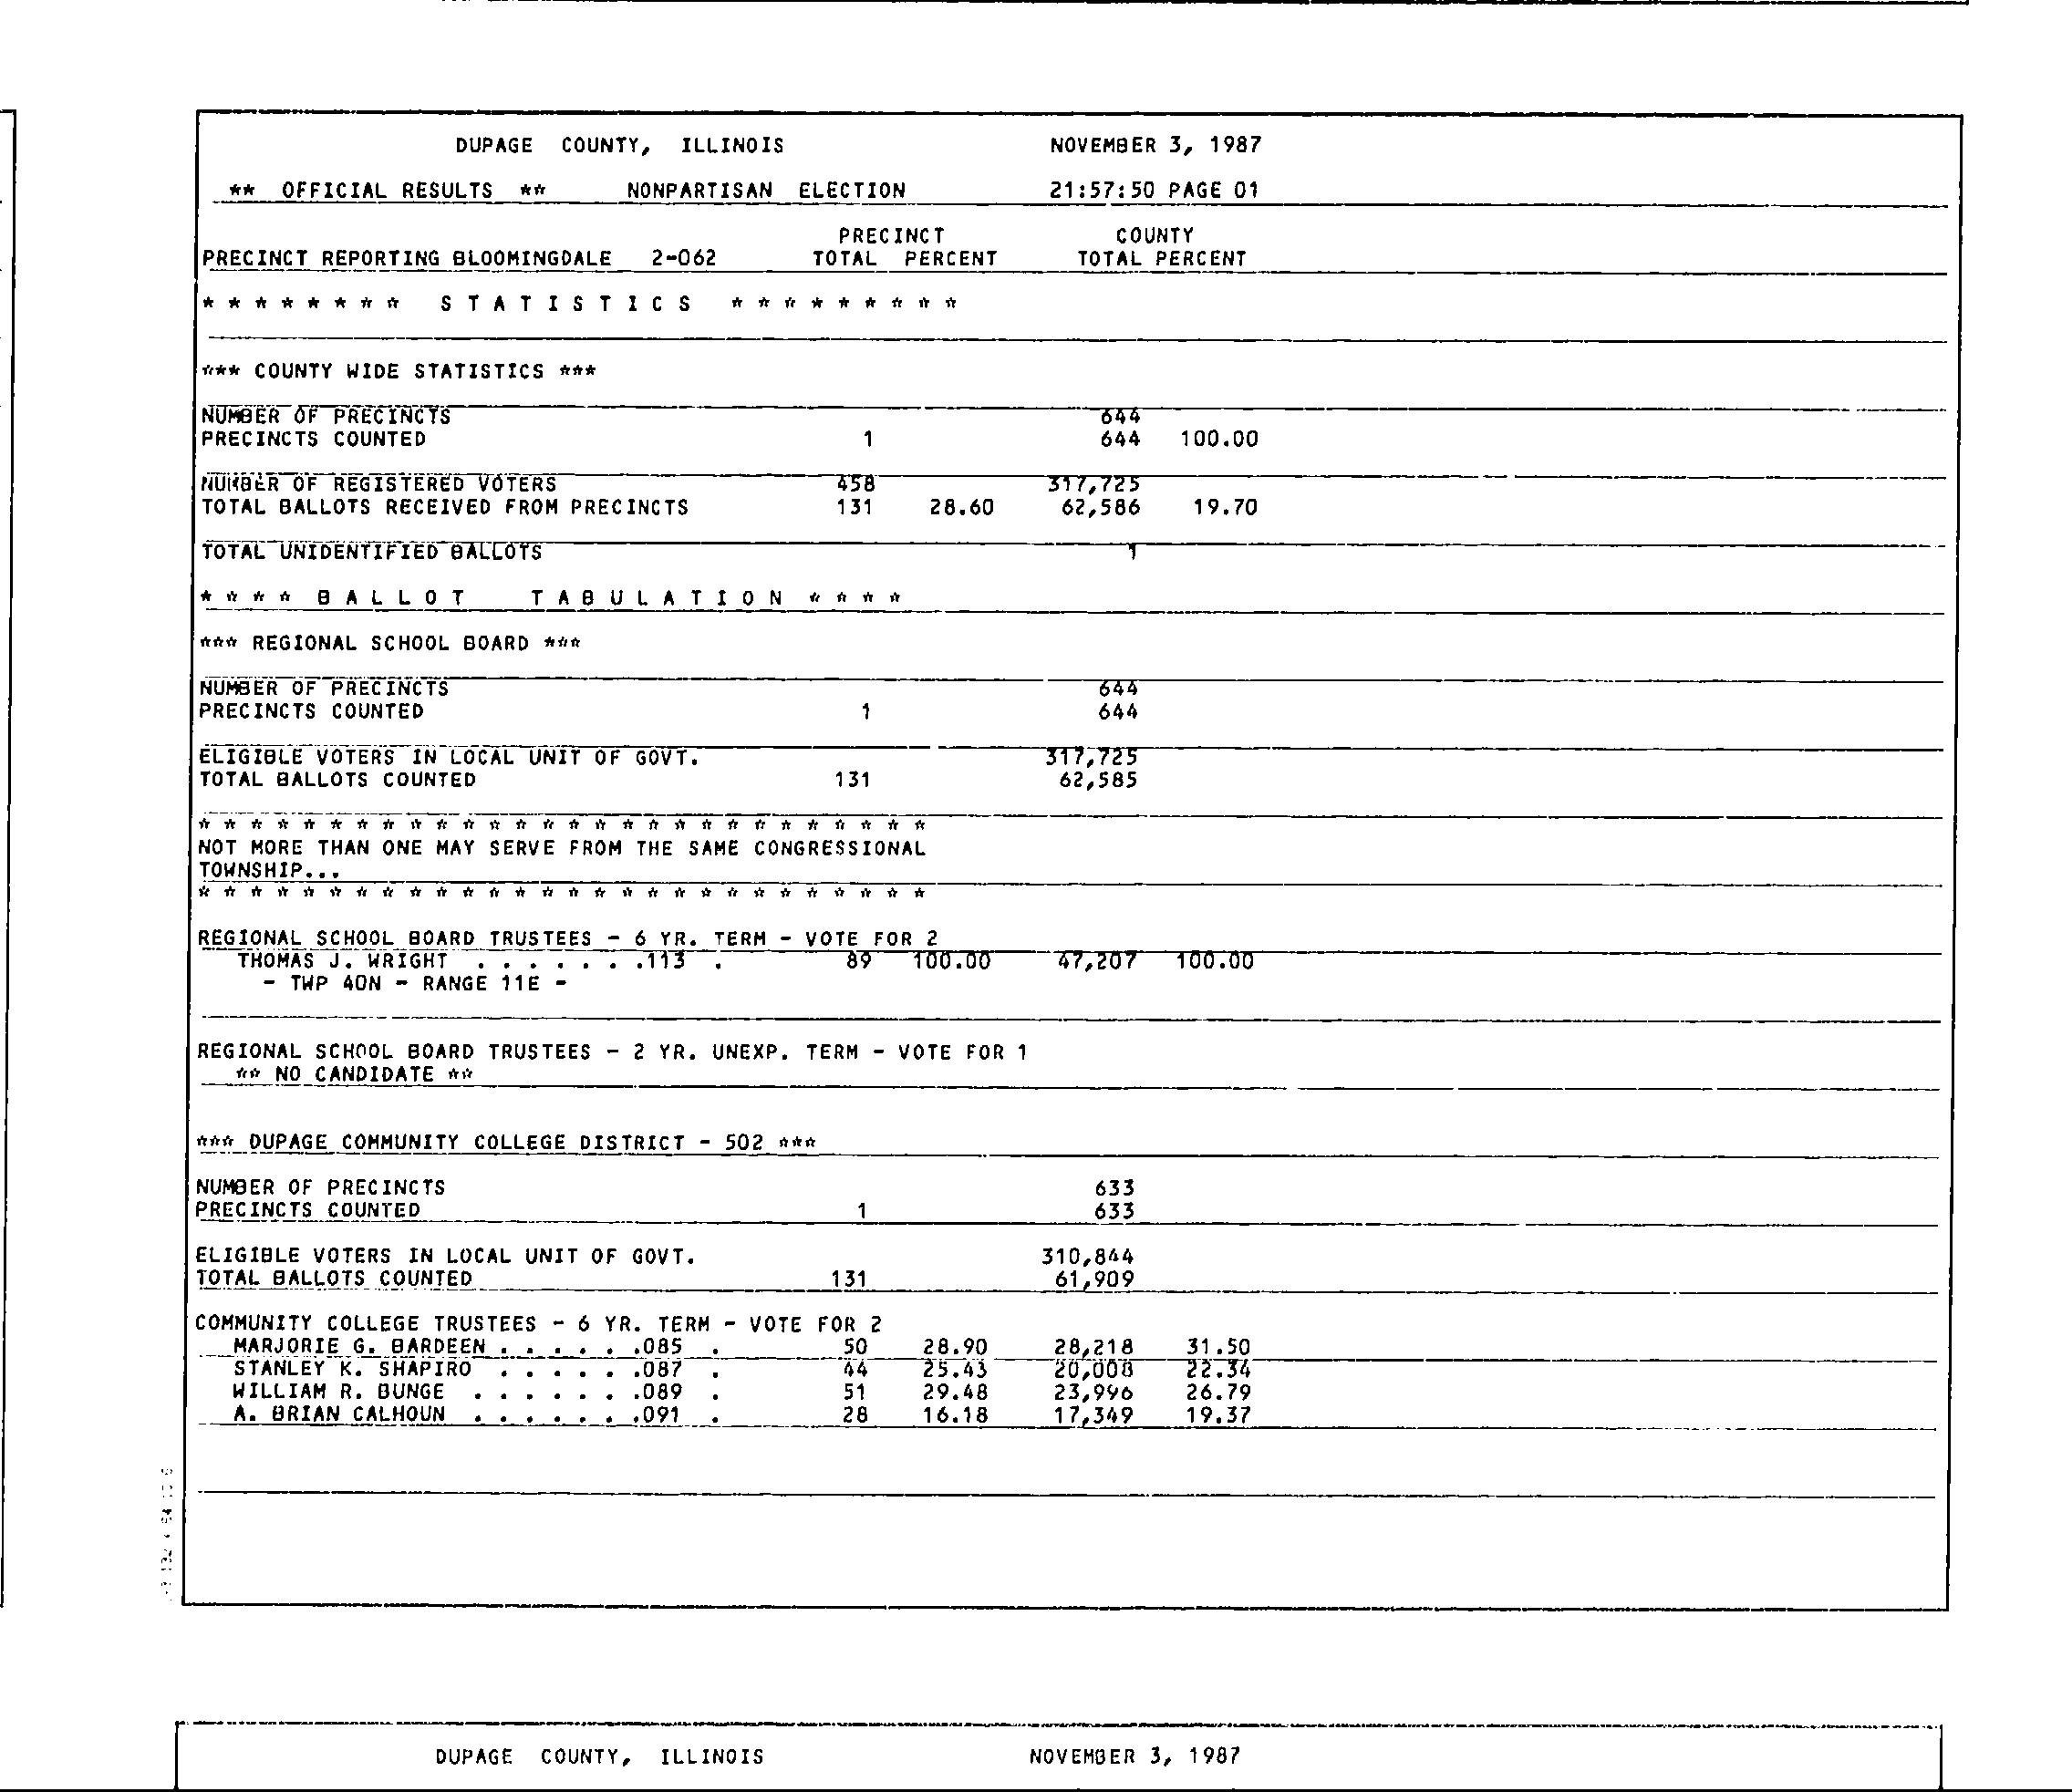 DUPAGE COUNTY, ILLINOIS NOVEMBER 3, 1987
** OFFICIAL RESULTS ** NONPARTISAN ELECTION 21:57:50 PAGE 01
PRECINCT COUNTY
PRECINCT REPORTING BLOOMINGDALE 2-062 TOTAL PERCENT TOTAL PERCENT
* * * * * * * * S T A T I S T I C S * * * * * * * * *
*** COUNTY WIDE STATISTICS ***
NUMBER OF PRECINCTS 644
PRECINCTS COUNTED 1 644 100.00
NUMBER OF REGISTERED VOTERS 458 317,725
TOTAL BALLOTS RECEIVED FROM PRECINCTS 131 28.60 62,586 19.70
TOTAL UNIDENTIFIED BALLOTS 1
* * * * B A L L O T T A B U L A T I O N * * * *
*** REGIONAL SCHOOL BOARD ***
NUMBER OF PRECINCTS 644
PRECINCTS COUNTED 1 644
ELIGIBLE VOTERS IN LOCAL UNIT OF GOVT. 317,725
TOTAL BALLOTS COUNTED 131 62,585
* * * * * * * * * * * * * * * * * * * * * * * * * * * *
NOT MORE THAN ONE MAY SERVE FROM THE SAME CONGRESSIONAL
TOWNSHIP...
* * * * * * * * * * * * * * * * * * * * * * * * * * * *
REGIONAL SCHOOL BOARD TRUSTEES - 6 YR. TERM - VOTE FOR 2
THOMAS J. WRIGHT . . . . . . .113 . 89 100.00 47,207 100.00
- TWP 40N - RANGE 11E -
REGIONAL SCHOOL BOARD TRUSTEES - 2 YR. UNEXP. TERM - VOTE FOR 1
** NO CANDIDATE **
*** DUPAGE COMMUNITY COLLEGE DISTRICT - 502 ***
NUMBER OF PRECINCTS 633
PRECINCTS COUNTED 1 633
ELIGIBLE VOTERS IN LOCAL UNIT OF GOVT. 310,844
TOTAL BALLOTS COUNTED 131 61,909
COMMUNITY COLLEGE TRUSTEES - 6 YR. TERM - VOTE FOR 2
MARJORIE G. BARDEEN . . . . . .085 . 50 28.90 28,218 31.50
STANLEY K. SHAPIRO . . . . . .087 . 44 25.43 20,008 22.34
WILLIAM R. BUNGE . . . . . . .089 . 51 29.48 23,996 26.79
A. BRIAN CALHOUN . . . . . . .091 . 28 16.18 17,349 19.37
DUPAGE COUNTY, ILLINOIS NOVEMBER 3, 1987